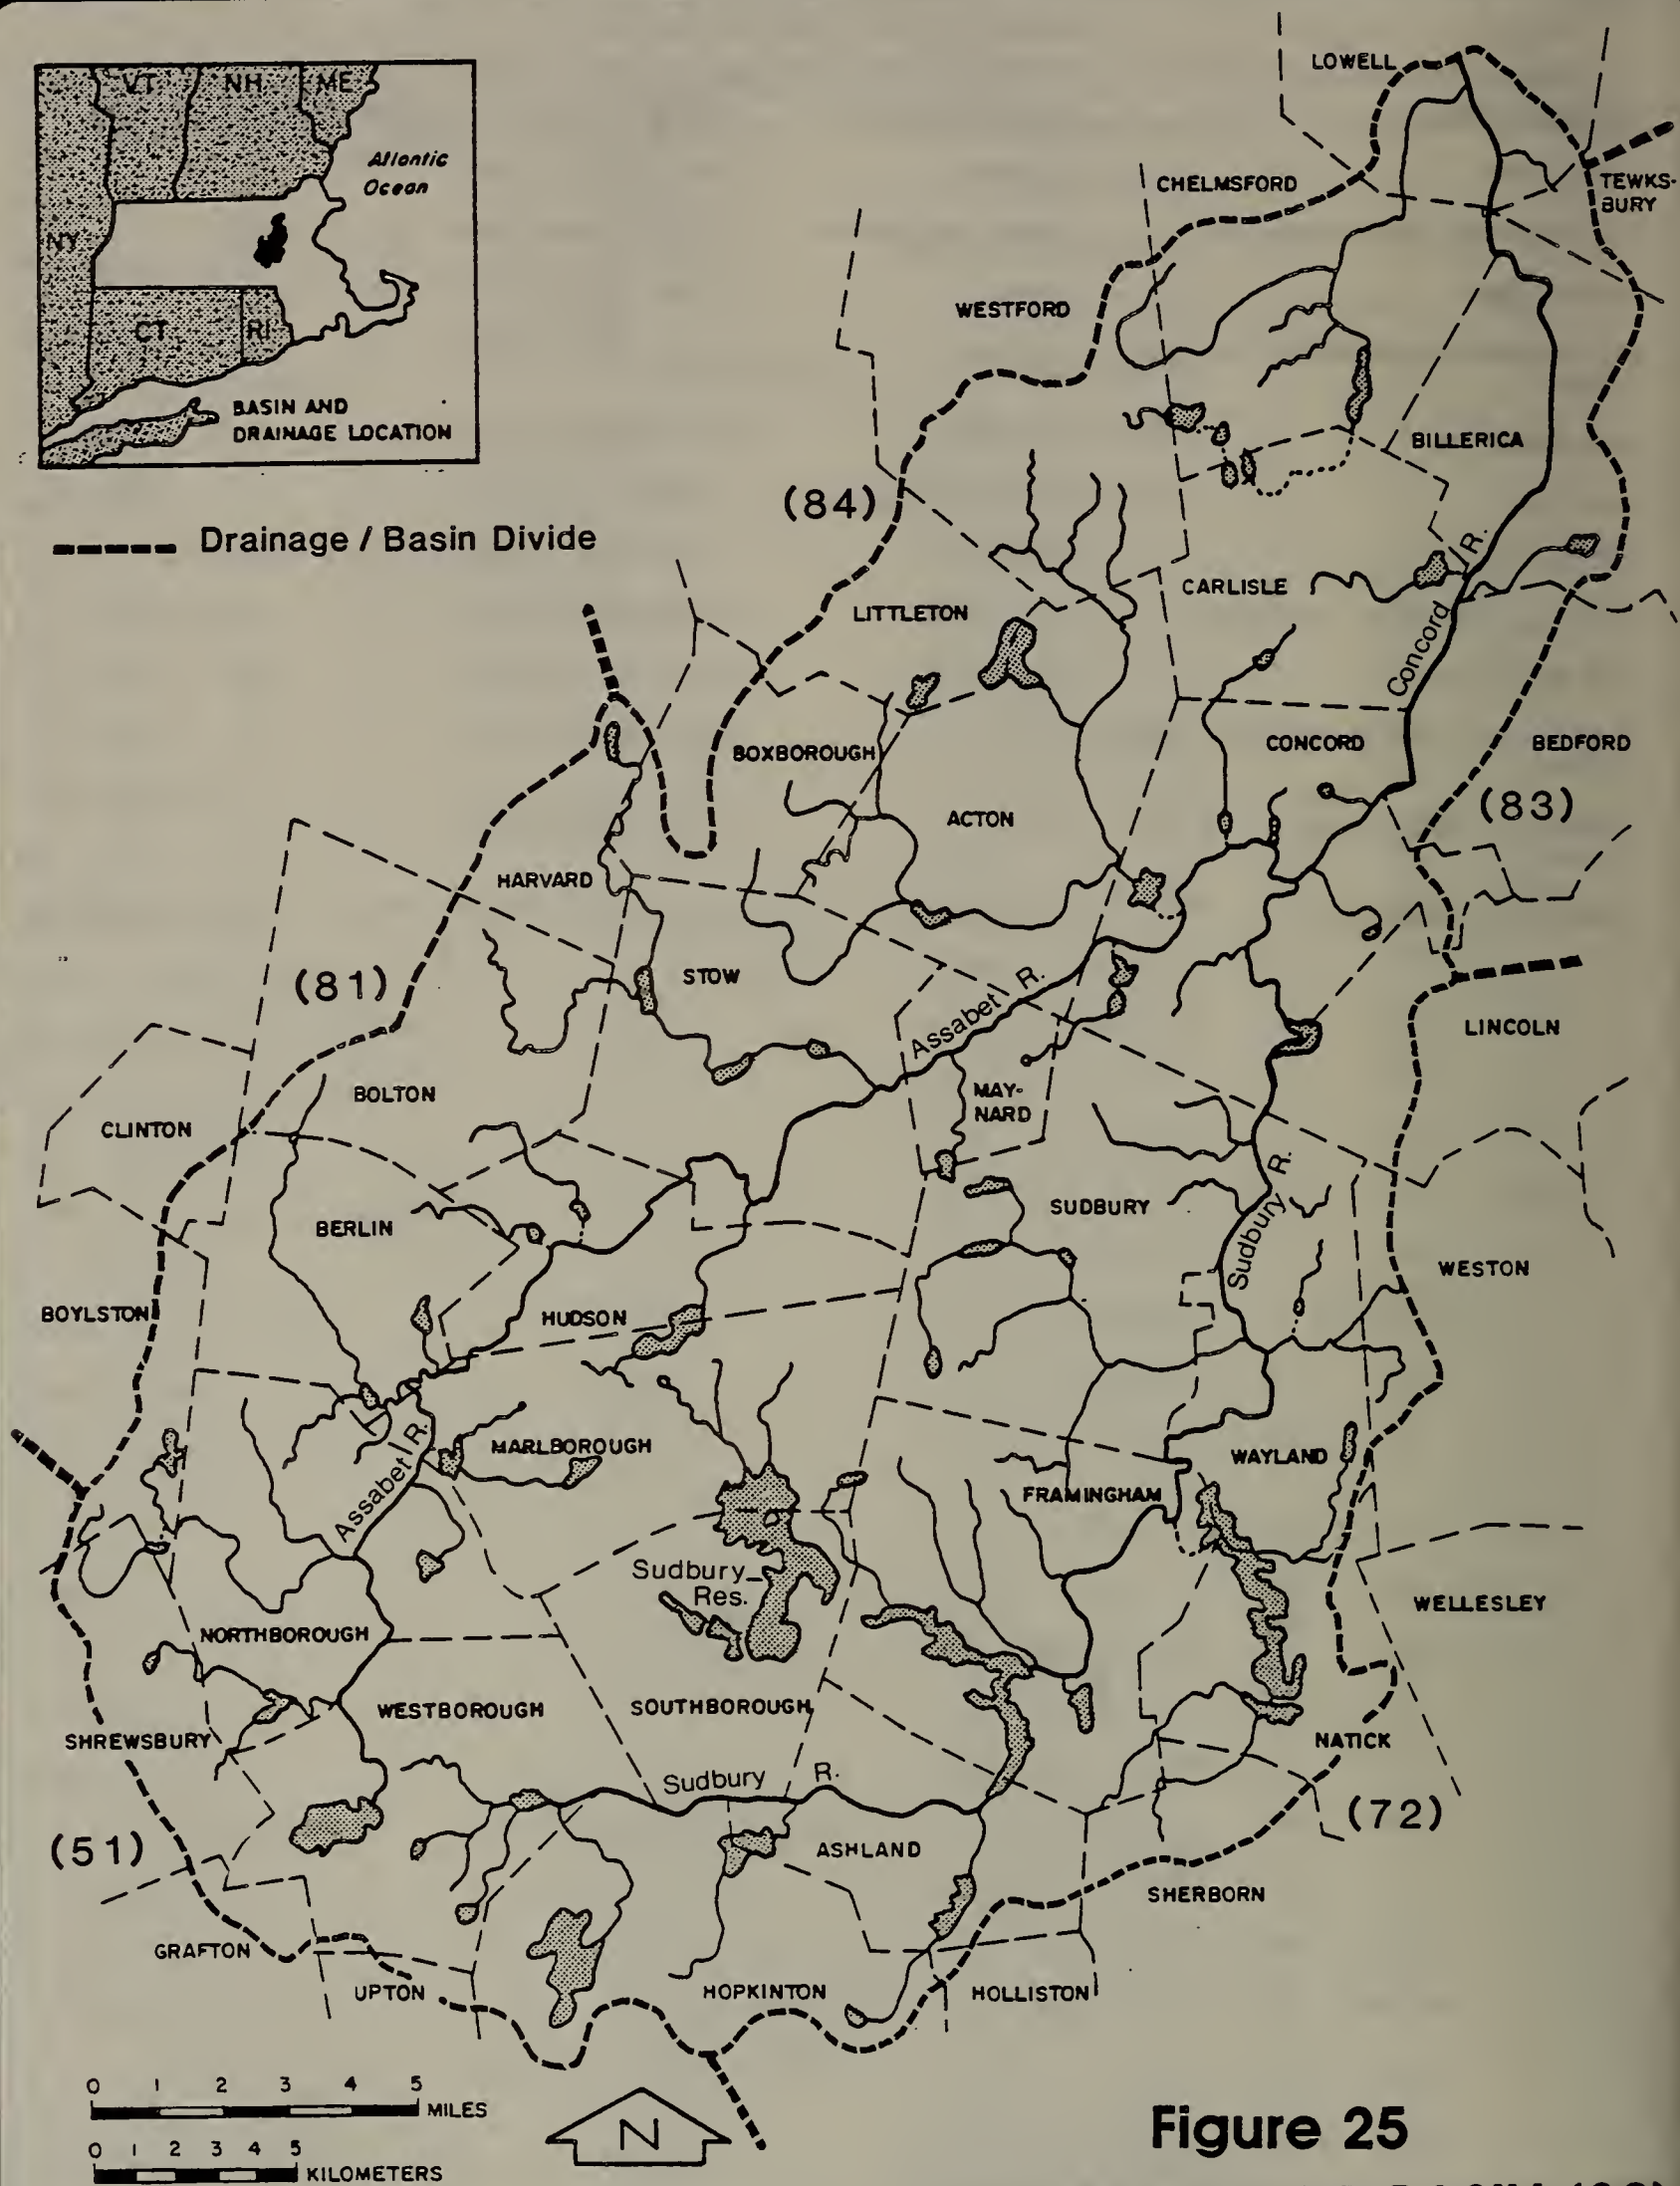 VT
NH
ME
Atlantic
Ocean
NY
CT
RI
BASIN AND
DRAINAGE LOCATION
Drainage / Basin Divide
LOWELL
CHELMSFORD
TEWKS-
BURY
WESTFORD
BILLERICA
(84)
CARLISLE
Concord R.
LITTLETON
BOXBOROUGH
CONCORD
BEDFORD
(83)
ACTON
HARVARD
STOW
(81)
Assabet R.
LINCOLN
BOLTON
MAY-
NARD
CLINTON
SUDBURY
Sudbury R.
BERLIN
WESTON
BOYLSTON
HUDSON
MARLBOROUGH
WAYLAND
Assabet R.
FRAMINGHAM
Sudbury
Res.
WELLESLEY
NORTHBOROUGH
WESTBOROUGH
SOUTHBOROUGH
SHREWSBURY
NATICK
Sudbury R.
(72)
(51)
ASHLAND
SHERBORN
GRAFTON
UPTON
HOPKINTON
HOLLISTON
0 1 2 3 4 5
MILES
0 1 2 3 4 5
KILOMETERS
N
Figure 25